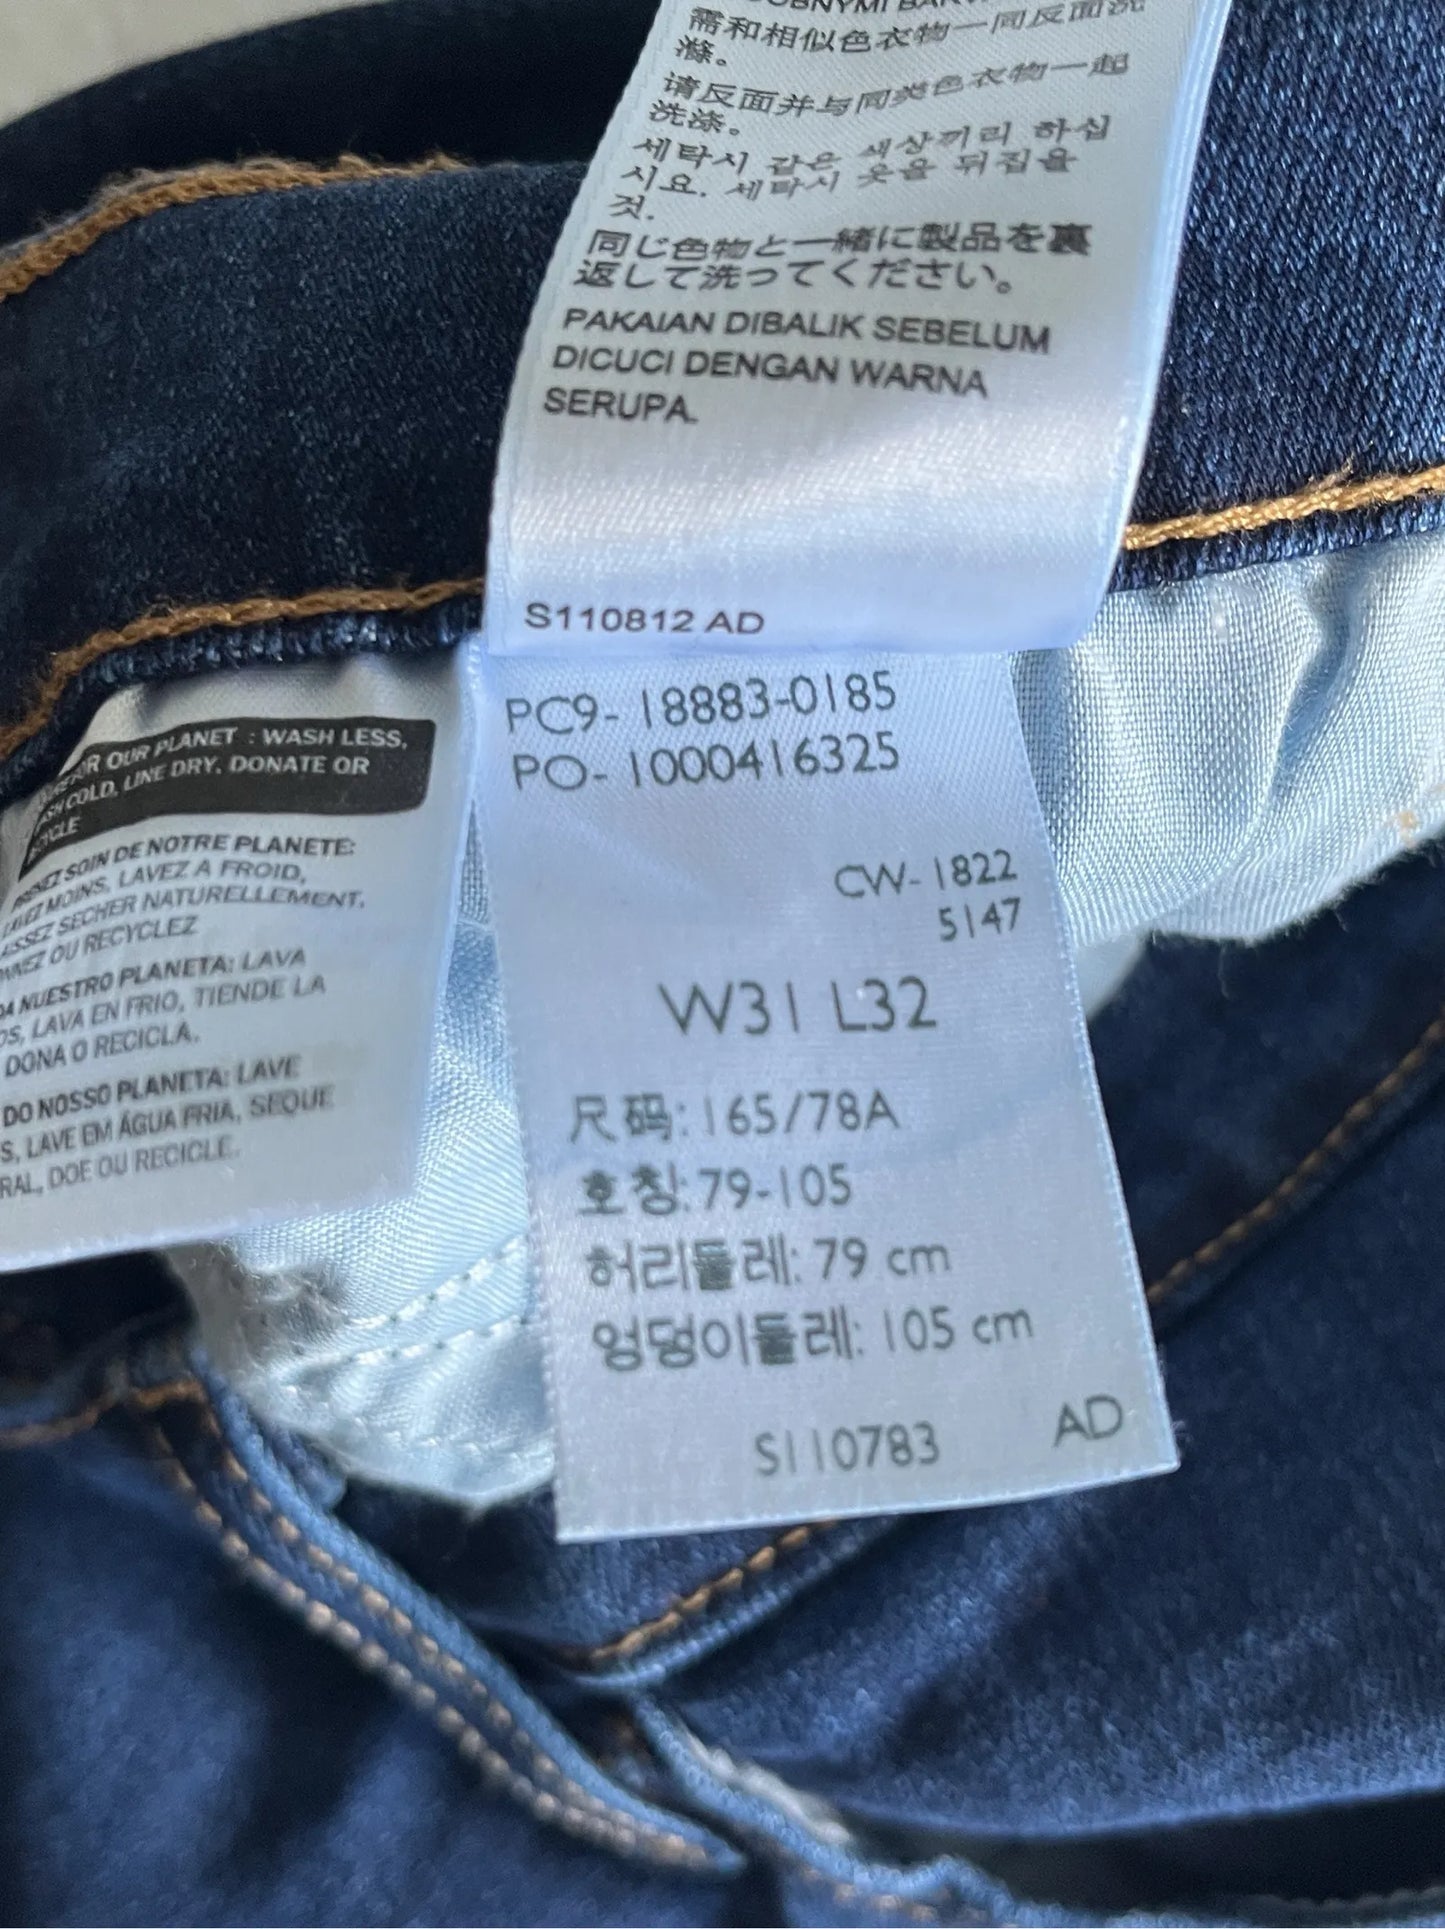 需和相似色衣物一同反面洗
滌。
请反面并与同类色衣物一起
洗涤。
세탁시 같은 색상끼리 하십
시요. 세탁시 옷을 뒤집을
것.
同じ色物と一緒に製品を裏
返して洗ってください。
PAKAIAN DIBALIK SEBELUM
DICUCI DENGAN WARNA
SERUPA.
S110812 AD
PC9-18883-0185
PO-1000416325
CW-1822
5147
W31 L32
尺码:165/78A
호칭:79-105
허리둘레: 79 cm
엉덩이둘레: 105 cm
S110783 AD
OUR PLANET : WASH LESS,
COLD, LINE DRY, DONATE OR
SOIN DE NOTRE PLANETE:
MOINS, LAVEZ A FROID,
SECHER NATURELLEMENT,
OU RECYCLEZ
NUESTRO PLANETA: LAVA
LAVA EN FRIO, TIENDE LA
DONA O RECICLA.
DO NOSSO PLANETA: LAVE
LAVE EM ÁGUA FRIA, SEQUE
DOE OU RECICLE.